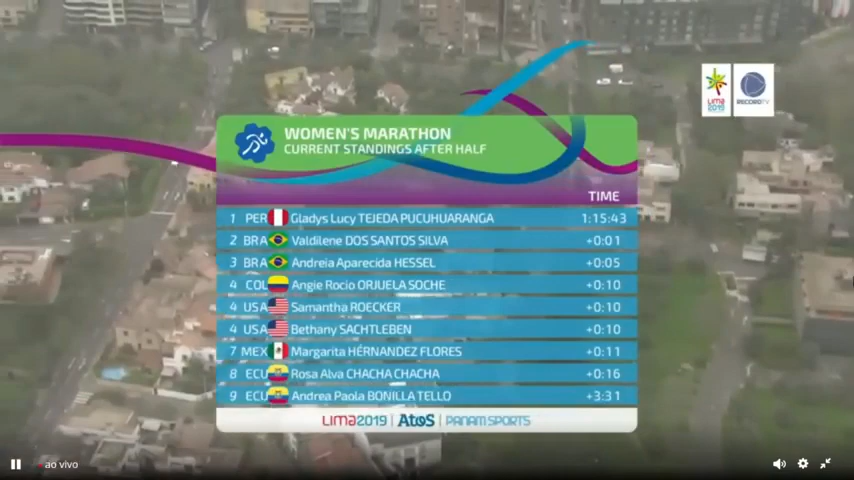 LIMA 2019
RECORDTV
WOMEN'S MARATHON
CURRENT STANDINGS AFTER HALF
TIME
1 PER Gladys Lucy TEJEDA PUCUHUARANGA 1:15:43
2 BRA Valdilene DOS SANTOS SILVA +0:01
3 BRA Andreia Aparecida HESSEL +0:05
4 COL Angie Rocio ORJUELA SOCHE +0:10
4 USA Samantha ROECKER +0:10
4 USA Bethany SACHTLEBEN +0:10
7 MEX Margarita HÉRNANDEZ FLORES +0:11
8 ECU Rosa Alva CHACHA CHACHA +0:16
9 ECU Andrea Paola BONILLA TELLO +3:31
LIMA2019 | AtoS | PANAM SPORTS
ao vivo